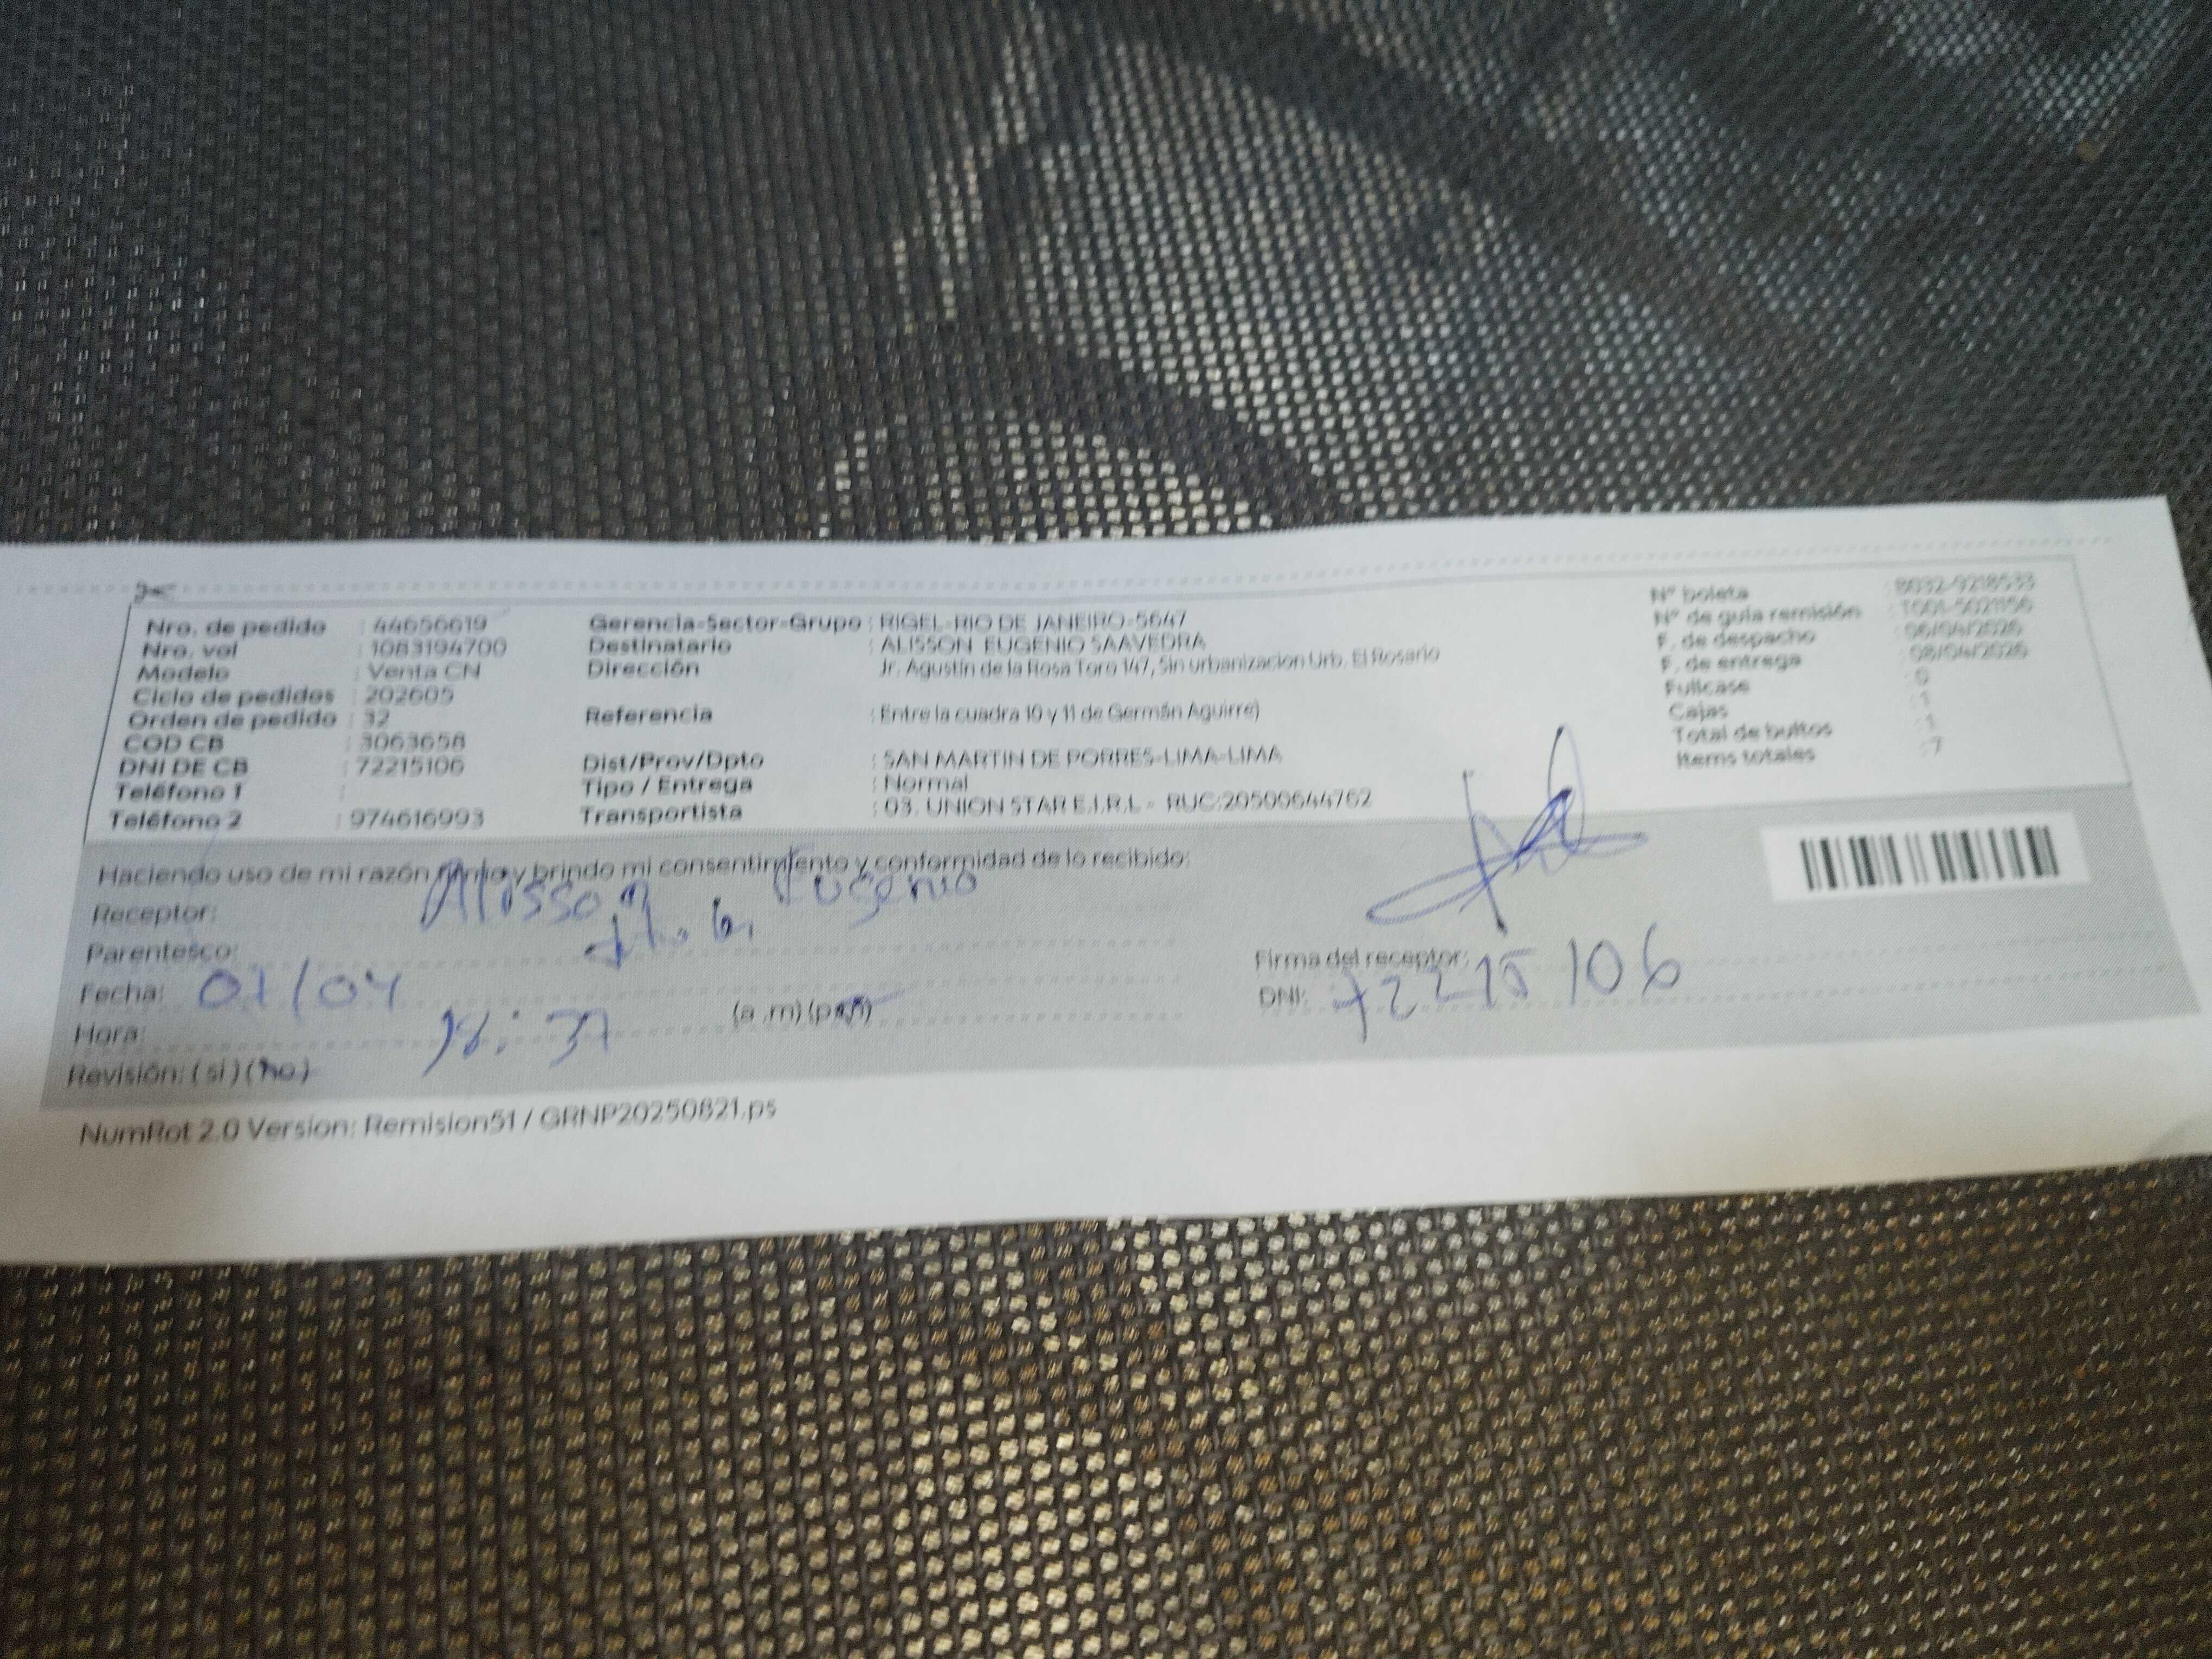 Nro. de pedido : 44656619
Nro. vol : 1083194700
Modelo : Venta CN
Ciclo de pedidos : 202605
Orden de pedido : 32
COD CB : 3063658
DNI DE CB : 72215106
Teléfono 1 :
Teléfono 2 : 974616993
Gerencia-Sector-Grupo : RIGEL-RIO DE JANEIRO-5647
Destinatario : ALISSON EUGENIO SAAVEDRA
Dirección : Jr. Agustín de la Rosa Toro 147, Sin urbanizacion Urb. El Rosario
Referencia : Entre la cuadra 10 y 11 de Germán Aguirre)
Dist/Prov/Dpto : SAN MARTIN DE PORRES-LIMA-LIMA
Tipo / Entrega : Normal
Transportista : 03. UNION STAR E.I.R.L - RUC:20500644762
N° boleta : B032-9218533
N° de guía remisión : T001-5021156
F. de despacho : 06/04/2026
F. de entrega : 08/04/2026
Fullcase : 0
Cajas : 1
Total de bultos : 1
Items totales : 7
Haciendo uso de mi razón firmo y brindo mi consentimiento y conformidad de lo recibido:
Receptor: Alisson Eugenio
Parentesco:
Fecha: 07/04
Hora: 18:37 (a .m) (p.m)
Revisión: ( si ) ( no )
Firma del receptor:
DNI: 72215106
NumRot 2.0 Version: Remision51 / GRNP20250821.ps